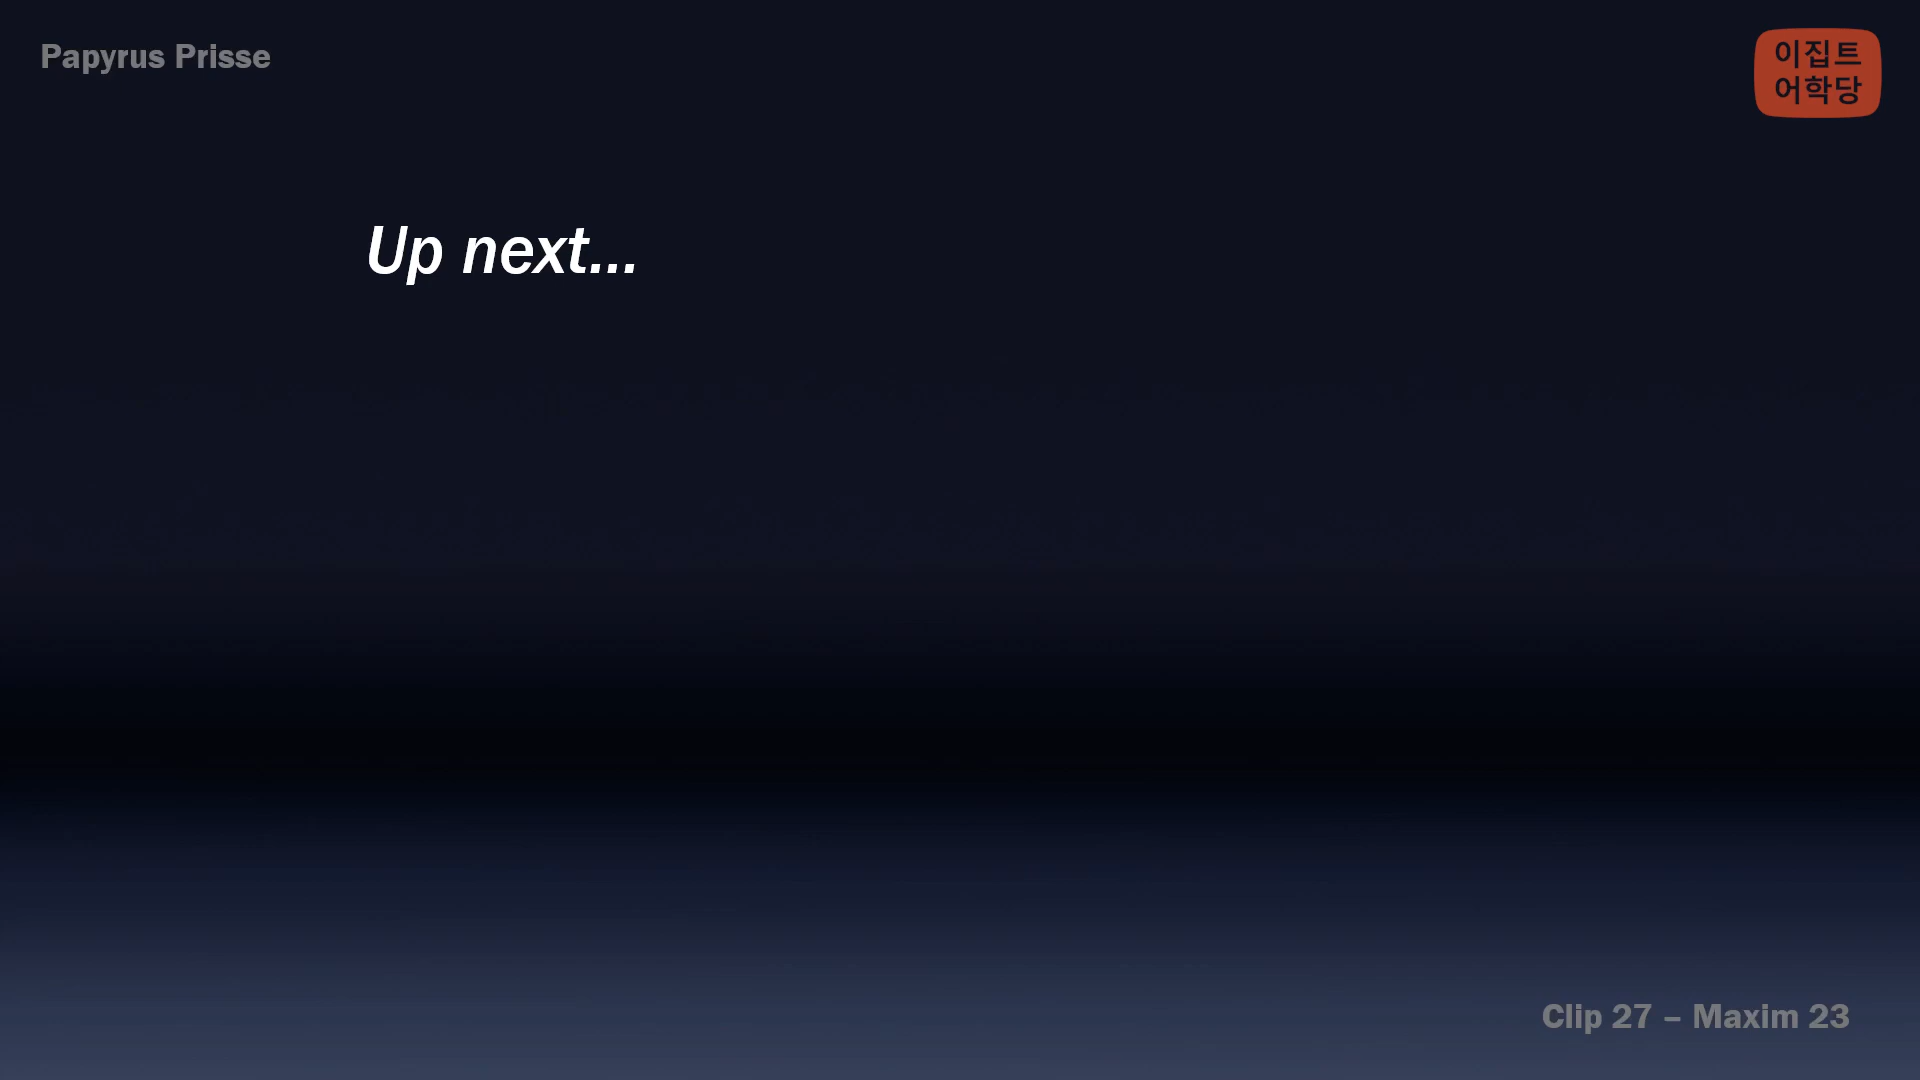 Papyrus Prisse
이집트
어학당
Up next...
Clip 27 – Maxim 23